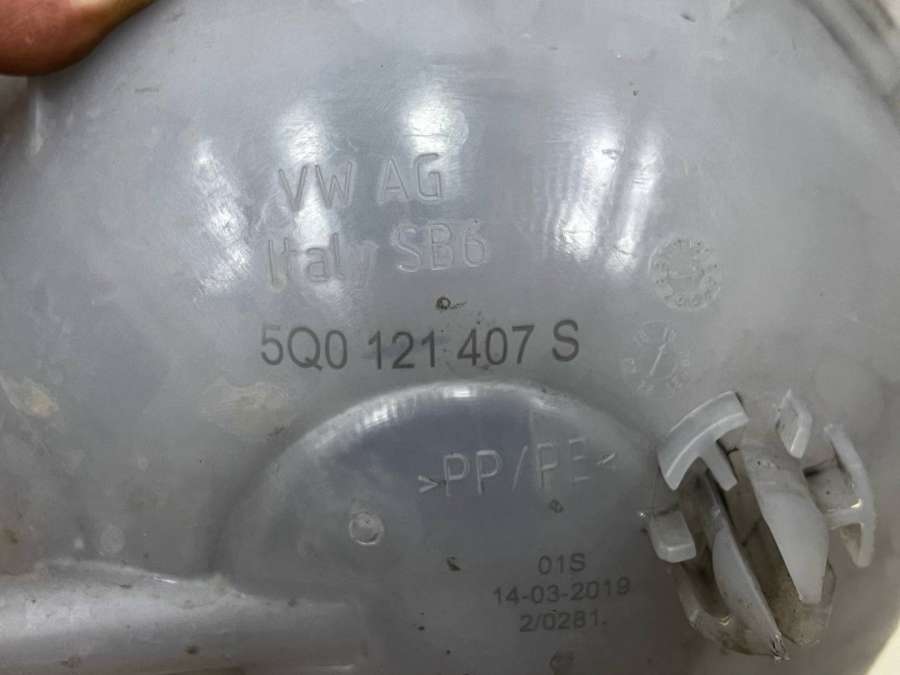 VW AG
Italy SB6
5Q0 121 407 S
>PP/PE<
01S
14-03-2019
2/0281.